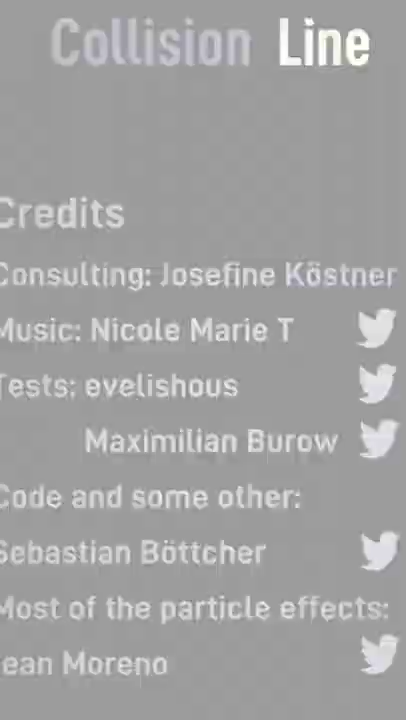 Collision Line
Credits
Consulting: Josefine Köstner
Music: Nicole Marie T
Tests: evelishous
Maximilian Burow
Code and some other:
Sebastian Böttcher
Most of the particle effects:
ean Moreno